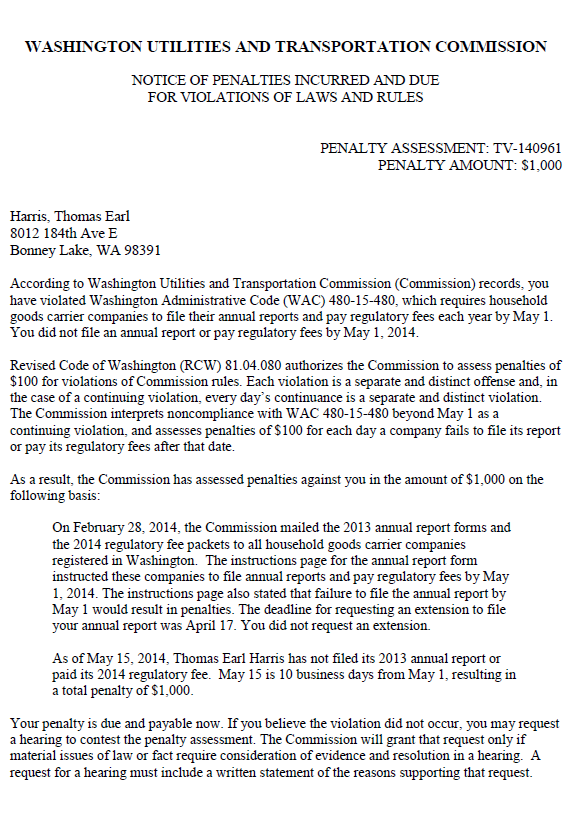 WASHINGTON UTILITIES AND TRANSPORTATION COMMISSION
NOTICE OF PENALTIES INCURRED AND DUE
FOR VIOLATIONS OF LAWS AND RULES
PENALTY ASSESSMENT: TV-140961
PENALTY AMOUNT: $1,000
Harris, Thomas Earl
8012 184th Ave E
Bonney Lake, WA 98391
According to Washington Utilities and Transportation Commission (Commission) records, you
have violated Washington Administrative Code (WAC) 480-15-480, which requires household
goods carrier companies to file their annual reports and pay regulatory fees each year by May 1.
You did not file an annual report or pay regulatory fees by May 1, 2014.
Revised Code of Washington (RCW) 81.04.080 authorizes the Commission to assess penalties of
$100 for violations of Commission rules. Each violation is a separate and distinct offense and, in
the case of a continuing violation, every day's continuance is a separate and distinct violation.
The Commission interprets noncompliance with WAC 480-15-480 beyond May 1 as a
continuing violation, and assesses penalties of $100 for each day a company fails to file its report
or pay its regulatory fees after that date.
As a result, the Commission has assessed penalties against you in the amount of $1,000 on the
following basis:
On February 28, 2014, the Commission mailed the 2013 annual report forms and
the 2014 regulatory fee packets to all household goods carrier companies
registered in Washington. The instructions page for the annual report form
instructed these companies to file annual reports and pay regulatory fees by May
1, 2014. The instructions page also stated that failure to file the annual report by
May 1 would result in penalties. The deadline for requesting an extension to file
your annual report was April 17. You did not request an extension.
As of May 15, 2014, Thomas Earl Harris has not filed its 2013 annual report or
paid its 2014 regulatory fee. May 15 is 10 business days from May 1, resulting in
a total penalty of $1,000.
Your penalty is due and payable now. If you believe the violation did not occur, you may request
a hearing to contest the penalty assessment. The Commission will grant that request only if
material issues of law or fact require consideration of evidence and resolution in a hearing. A
request for a hearing must include a written statement of the reasons supporting that request.